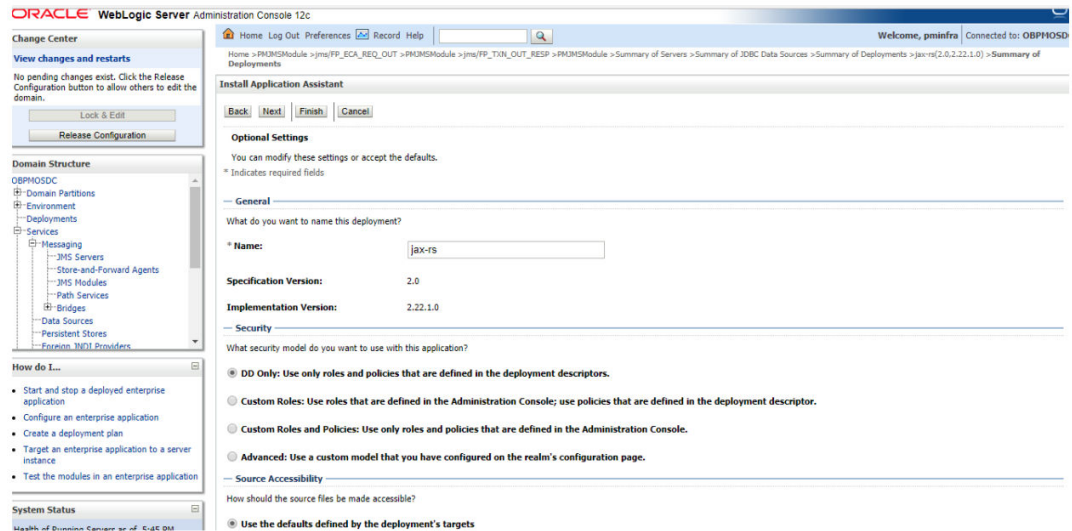 ORACLE WebLogic Server Administration Console 12c
Change Center
View changes and restarts
No pending changes exist. Click the Release
Configuration button to allow others to edit the
domain.
Lock & Edit
Release Configuration
Domain Structure
OBPMOSDC
Domain Partitions
Environment
Deployments
Services
Messaging
JMS Servers
Store-and-Forward Agents
JMS Modules
Path Services
Bridges
Data Sources
Persistent Stores
Foreign JNDI Providers
How do I...
Start and stop a deployed enterprise
application
Configure an enterprise application
Create a deployment plan
Target an enterprise application to a server
instance
Test the modules in an enterprise application
System Status
Health of Running Servers as of 5:45 PM
Home Log Out Preferences Record Help
Welcome, pminfra Connected to: OBPMOSD
Home >PMJMSModule >jms/FP_ECA_REQ_OUT >PMJMSModule >jms/FP_TXN_OUT_RESP >PMJMSModule >Summary of Servers >Summary of JDBC Data Sources >Summary of Deployments >jax-rs(2.0,2.22.1.0) >Summary of
Deployments
Install Application Assistant
Back Next Finish Cancel
Optional Settings
You can modify these settings or accept the defaults.
* Indicates required fields
General
What do you want to name this deployment?
* Name: jax-rs
Specification Version: 2.0
Implementation Version: 2.22.1.0
Security
What security model do you want to use with this application?
DD Only: Use only roles and policies that are defined in the deployment descriptors.
Custom Roles: Use roles that are defined in the Administration Console; use policies that are defined in the deployment descriptor.
Custom Roles and Policies: Use only roles and policies that are defined in the Administration Console.
Advanced: Use a custom model that you have configured on the realm's configuration page.
Source Accessibility
How should the source files be made accessible?
Use the defaults defined by the deployment's targets